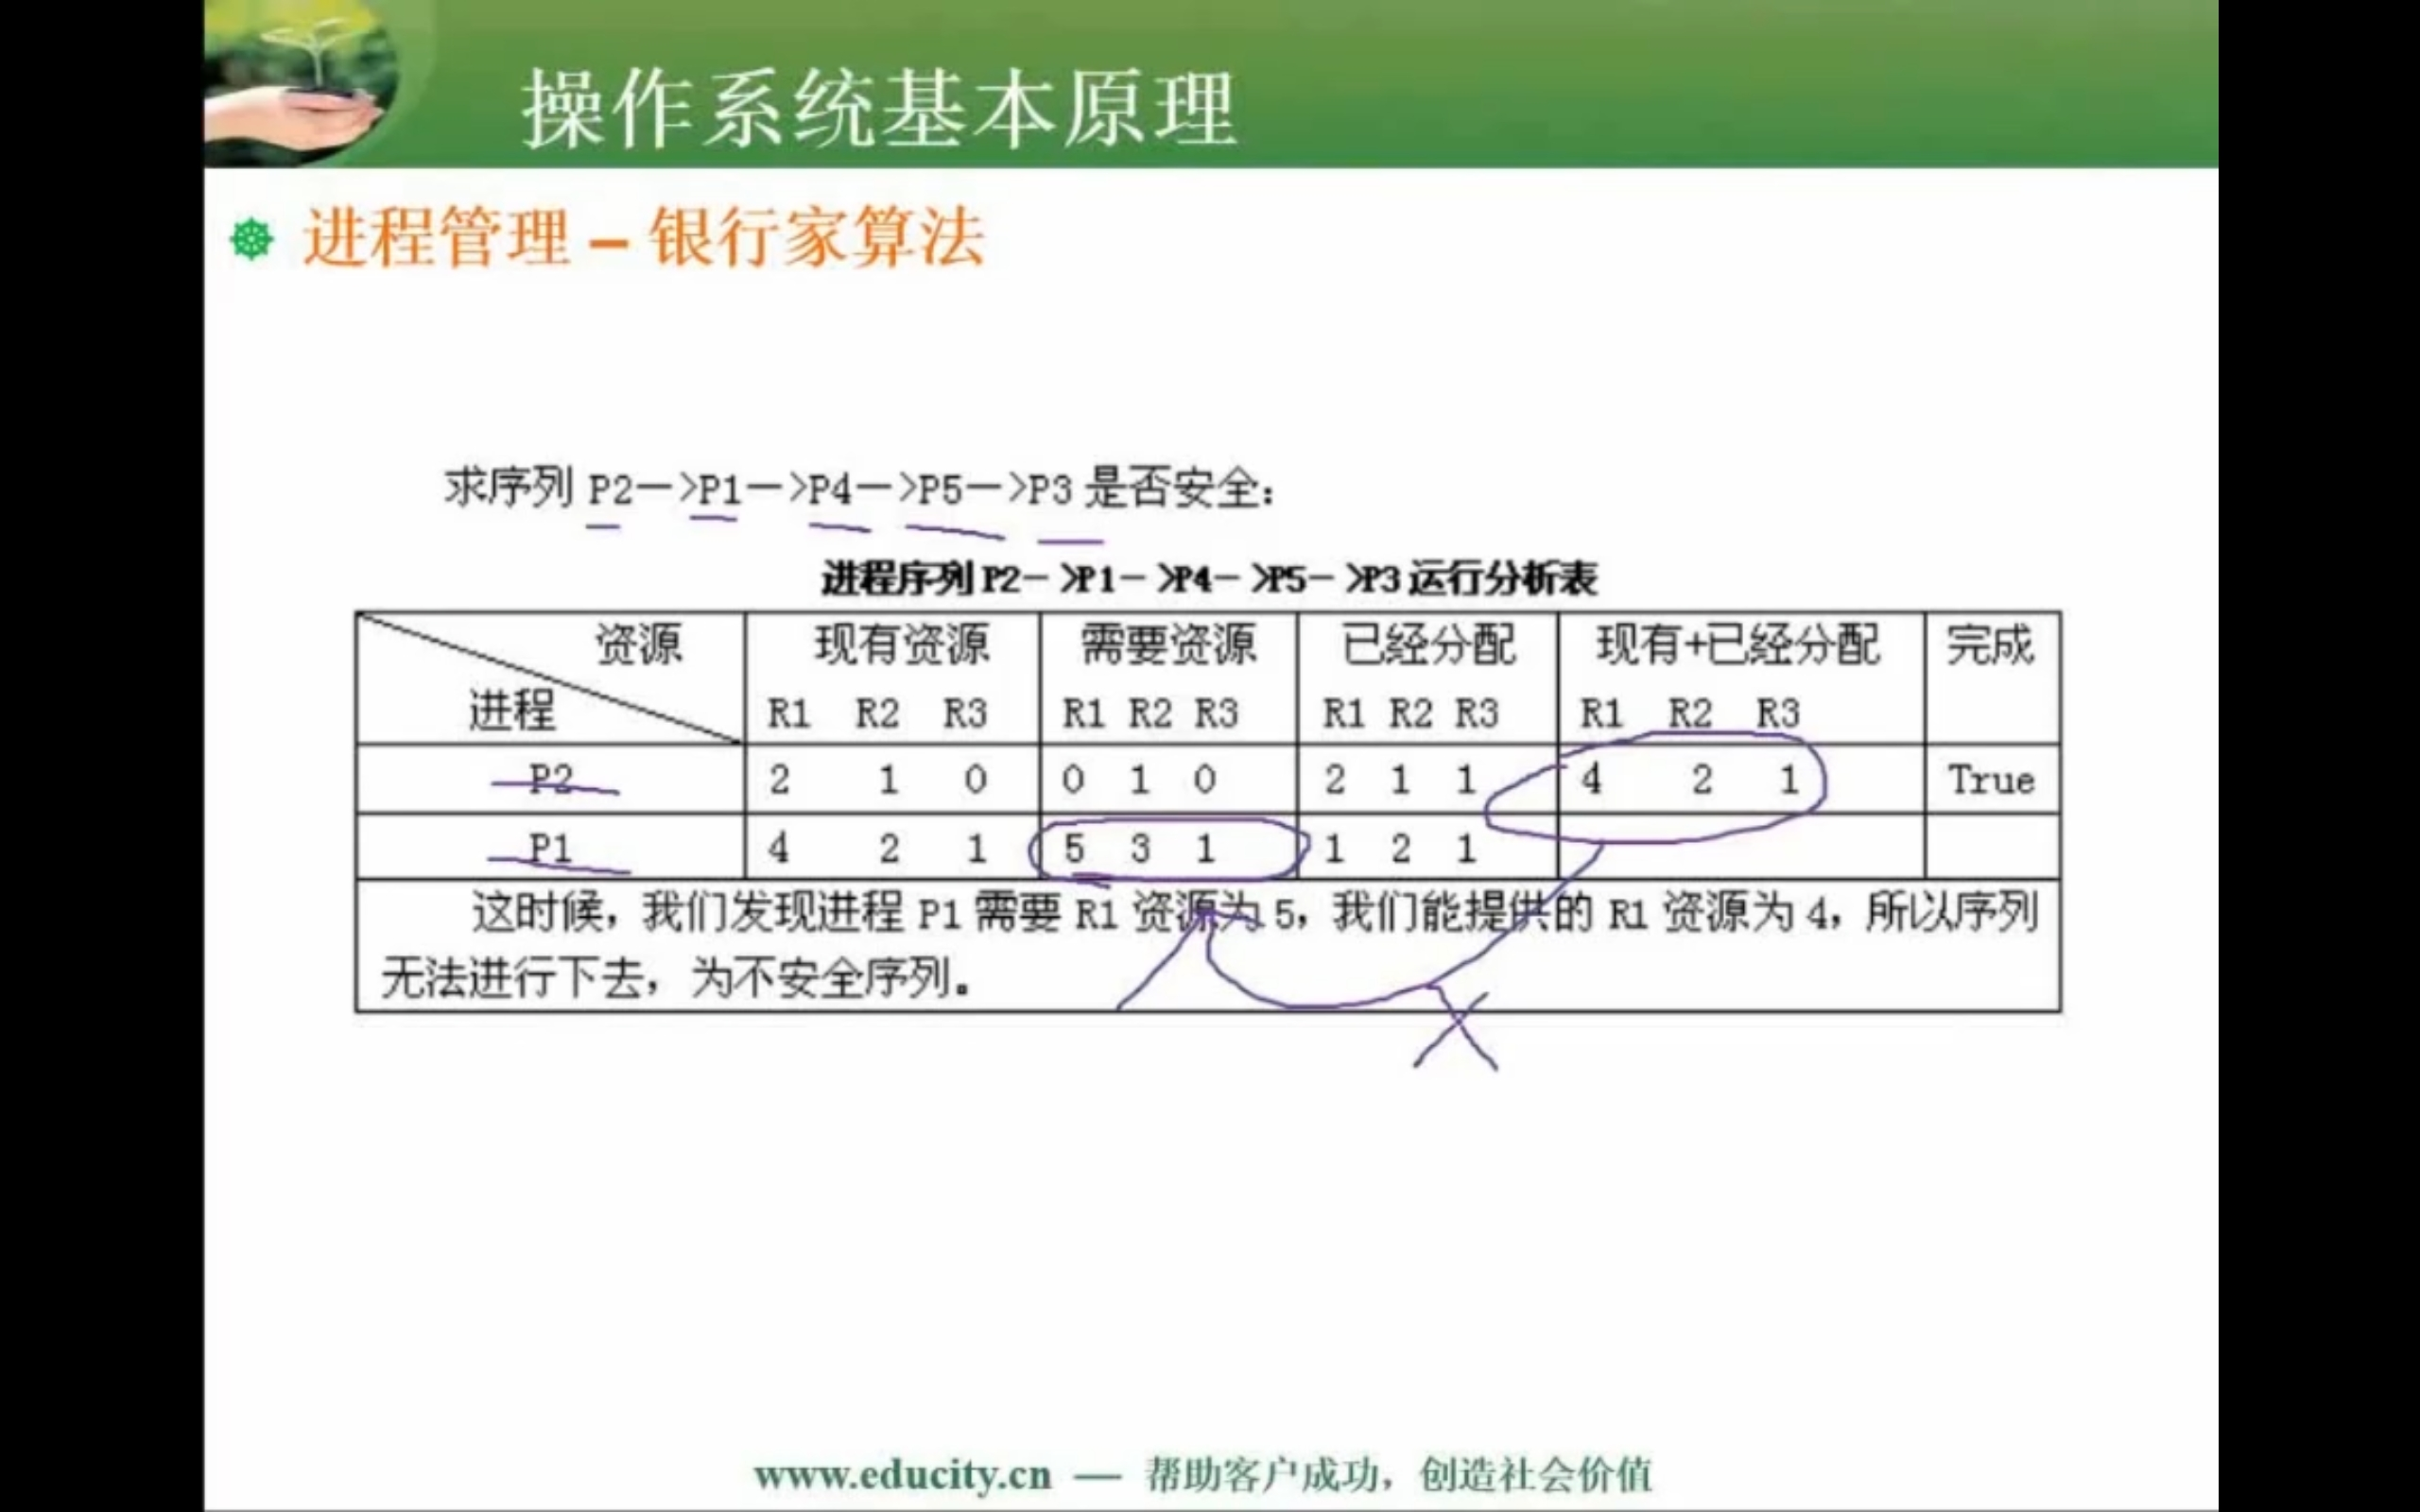 操作系统基本原理
进程管理 – 银行家算法
求序列 P2—>P1—>P4—>P5—>P3 是否安全：
进程序列 P2—>P1—>P4—>P5—>P3 运行分析表
资源 现有资源 需要资源 已经分配 现有+已经分配 完成
进程 R1 R2 R3 R1 R2 R3 R1 R2 R3 R1 R2 R3
P2 2 1 0 0 1 0 2 1 1 4 2 1 True
P1 4 2 1 5 3 1 1 2 1
这时候，我们发现进程 P1 需要 R1 资源为 5，我们能提供的 R1 资源为 4，所以序列
无法进行下去，为不安全序列。
www.educity.cn — 帮助客户成功，创造社会价值